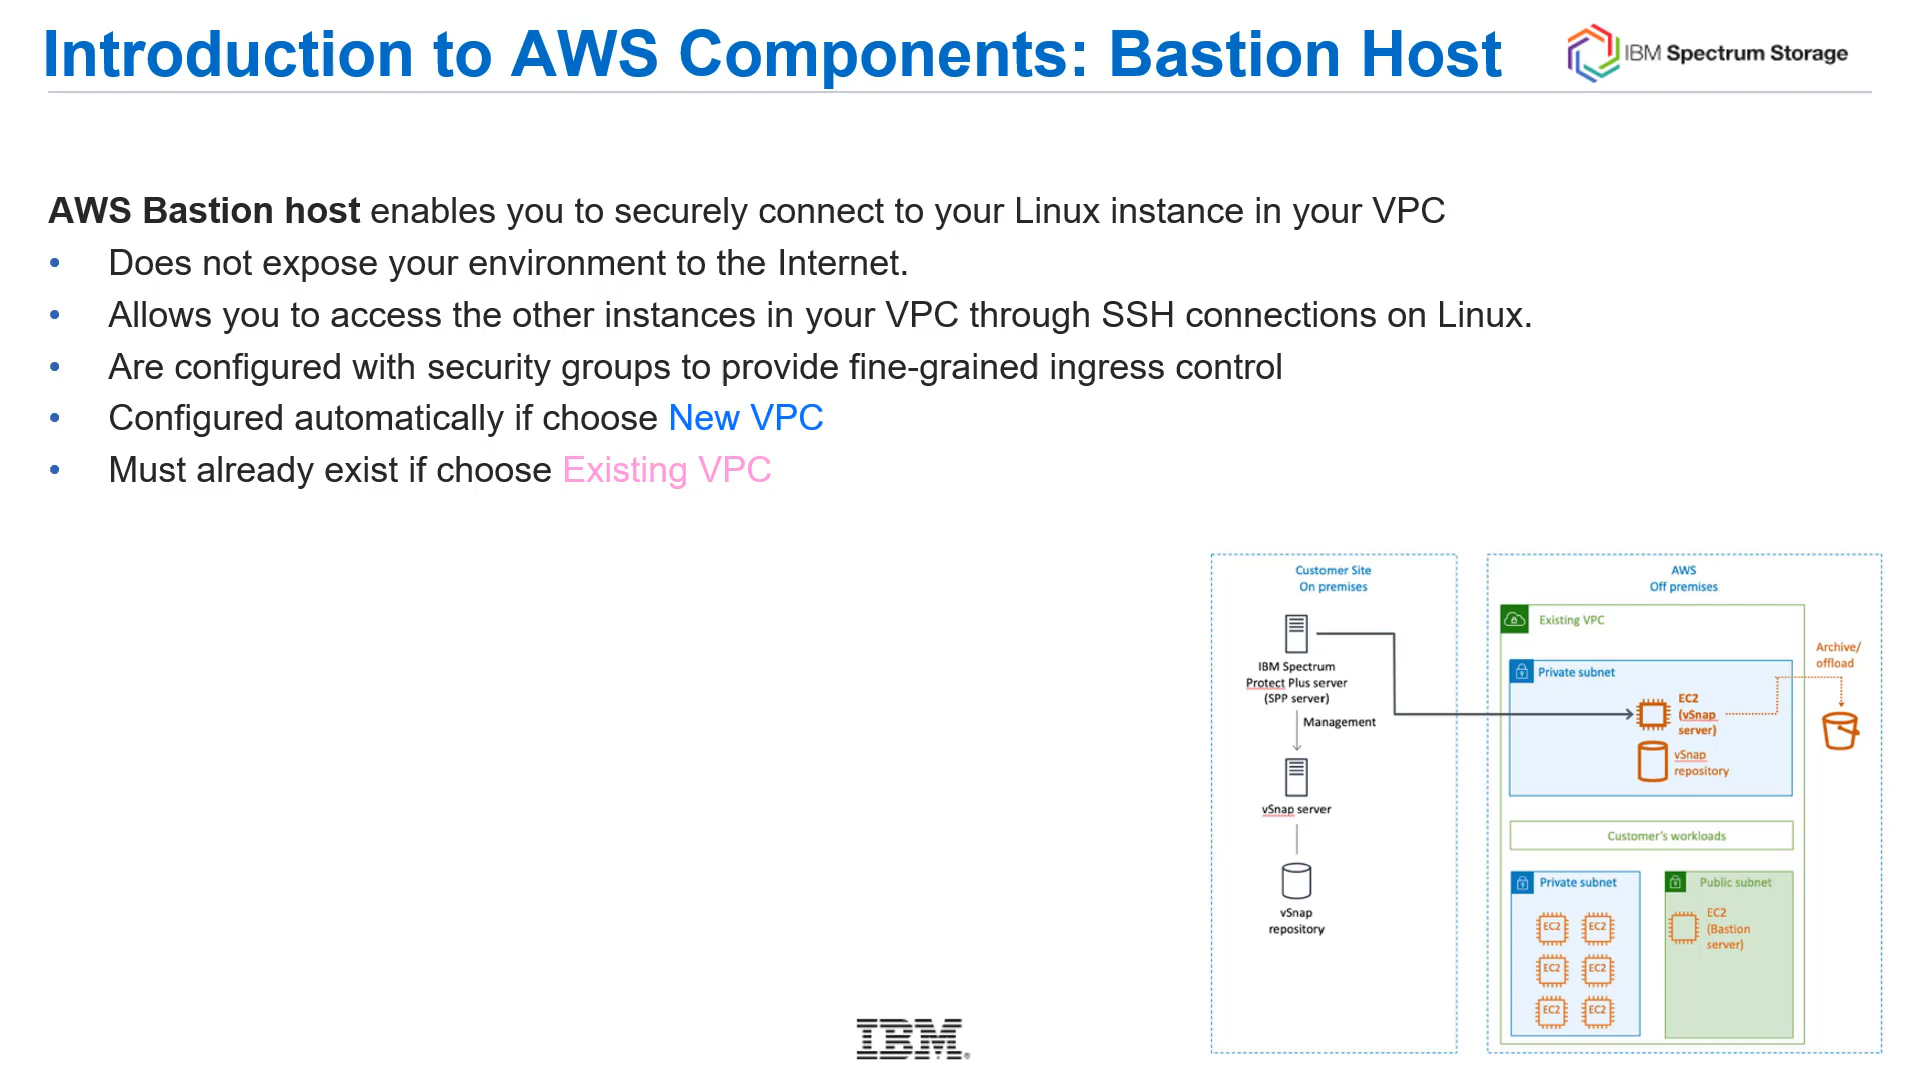 Introduction to AWS Components: Bastion Host
IBM Spectrum Storage
AWS Bastion host enables you to securely connect to your Linux instance in your VPC
• Does not expose your environment to the Internet.
• Allows you to access the other instances in your VPC through SSH connections on Linux.
• Are configured with security groups to provide fine-grained ingress control
• Configured automatically if choose New VPC
• Must already exist if choose Existing VPC
Customer Site
On premises
IBM Spectrum
Protect Plus server
(SPP server)
Management
vSnap server
vSnap
repository
AWS
Off premises
Existing VPC
Archive/
offload
Private subnet
EC2
(vSnap
server)
vSnap
repository
Customer's workloads
Private subnet
EC2 EC2
EC2 EC2
EC2 EC2
Public subnet
EC2
(Bastion
server)
IBM®